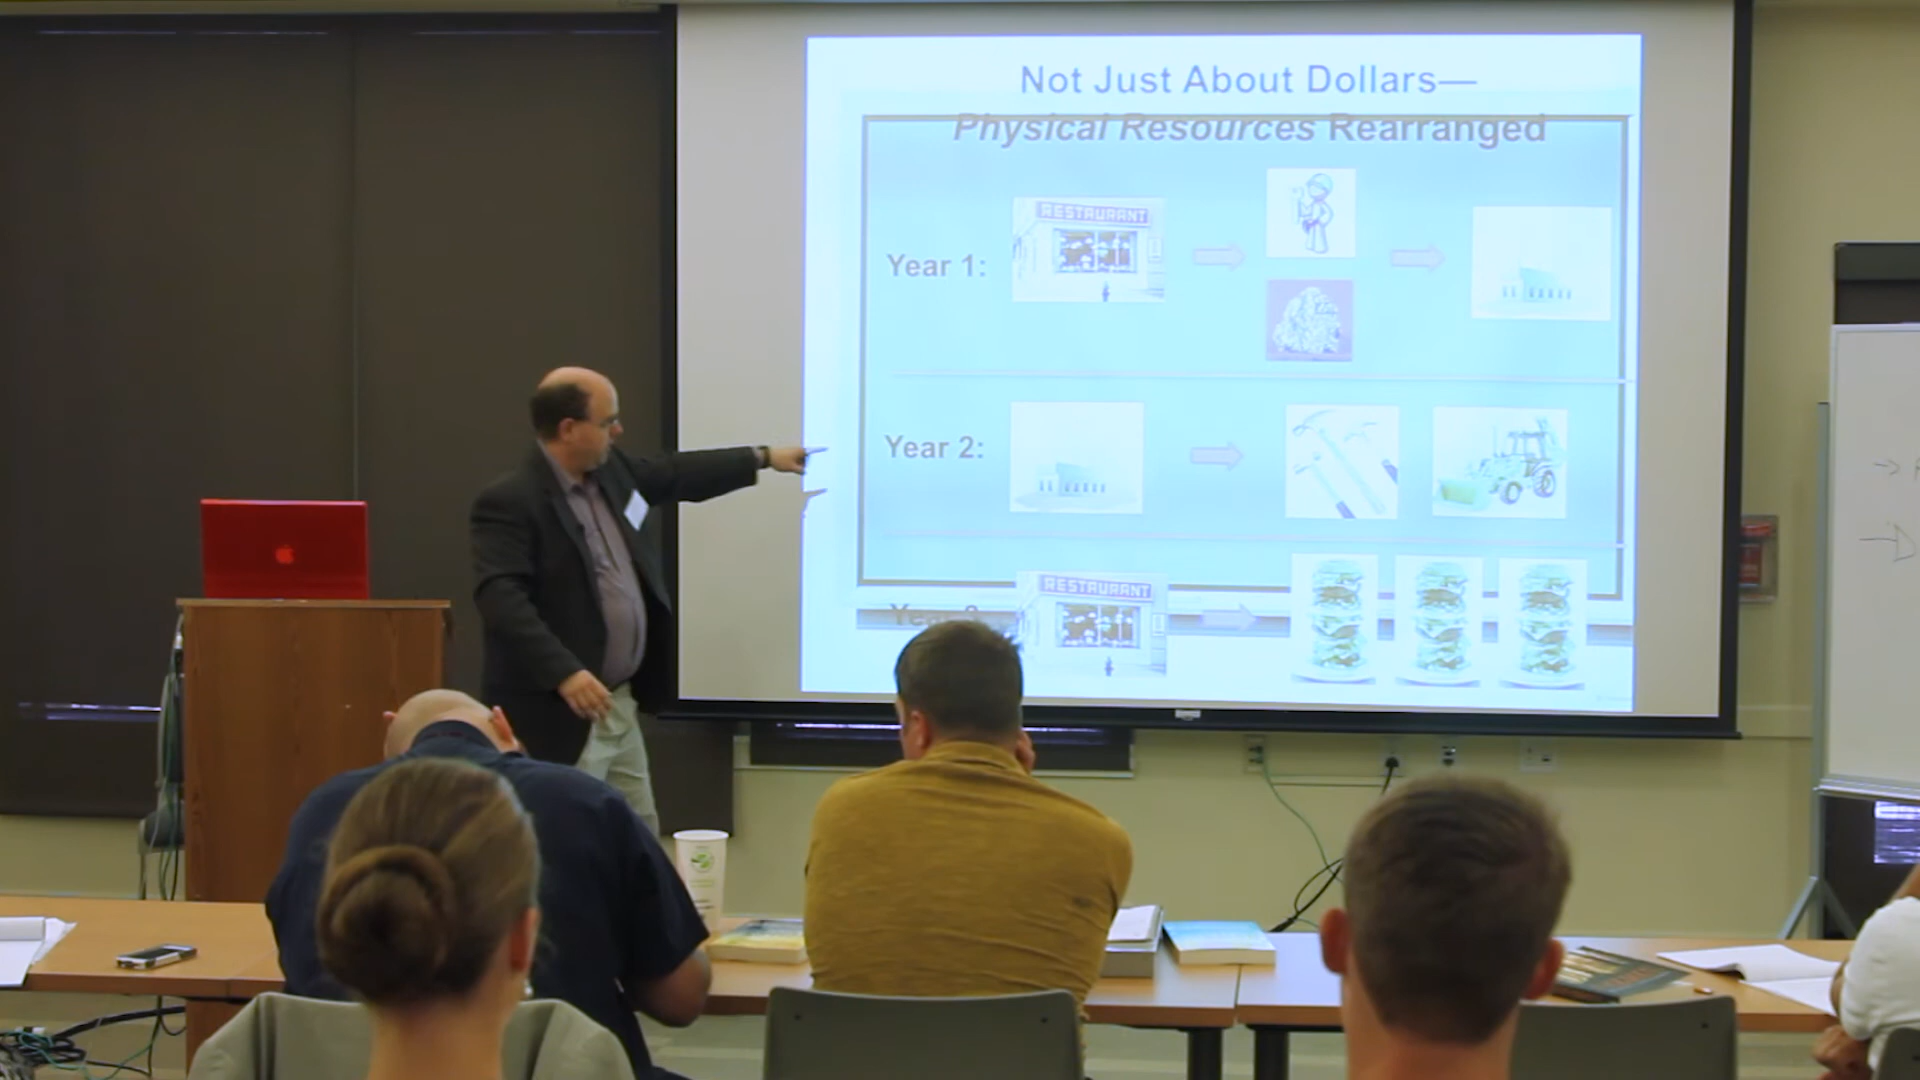 Not Just About Dollars—
Physical Resources Rearranged
RESTAURANT
Year 1:
Year 2:
RESTAURANT